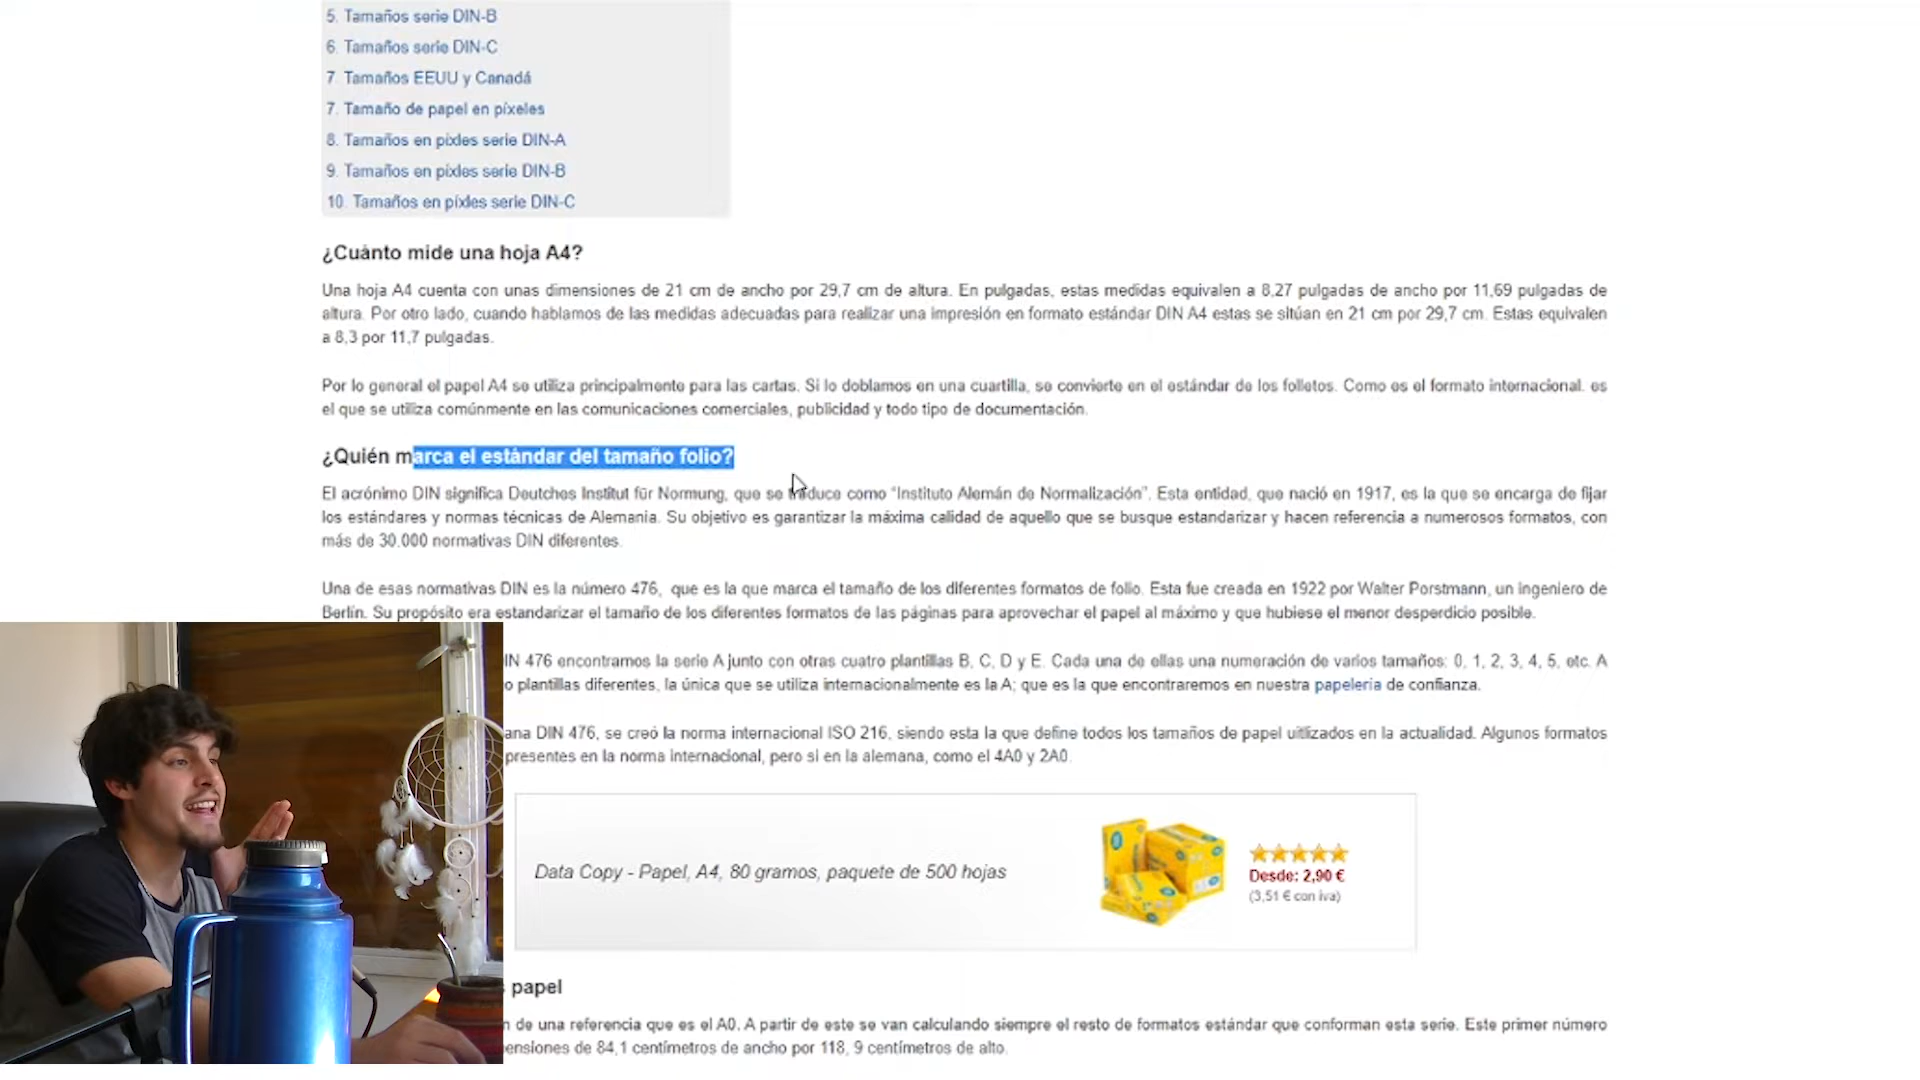 5. Tamaños serie DIN-B
6. Tamaños serie DIN-C
7. Tamaños EEUU y Canadá
7. Tamaño de papel en píxeles
8. Tamaños en píxles serie DIN-A
9. Tamaños en píxles serie DIN-B
10. Tamaños en píxles serie DIN-C
¿Cuánto mide una hoja A4?
Una hoja A4 cuenta con unas dimensiones de 21 cm de ancho por 29,7 cm de altura. En pulgadas, estas medidas equivalen a 8,27 pulgadas de ancho por 11,69 pulgadas de
altura. Por otro lado, cuando hablamos de las medidas adecuadas para realizar una impresión en formato estándar DIN A4 estas se sitúan en 21 cm por 29,7 cm. Estas equivalen
a 8,3 por 11,7 pulgadas.
Por lo general el papel A4 se utiliza principalmente para las cartas. Si lo doblamos en una cuartilla, se convierte en el estándar de los folletos. Como es el formato internacional. es
el que se utiliza comúnmente en las comunicaciones comerciales, publicidad y todo tipo de documentación.
¿Quién marca el estándar del tamaño folio?
El acrónimo DIN significa Deutches Institut für Normung, que se traduce como “Instituto Alemán de Normalización”. Esta entidad, que nació en 1917, es la que se encarga de fijar
los estándares y normas técnicas de Alemania. Su objetivo es garantizar la máxima calidad de aquello que se busque estandarizar y hacen referencia a numerosos formatos, con
más de 30.000 normativas DIN diferentes.
Una de esas normativas DIN es la número 476, que es la que marca el tamaño de los diferentes formatos de folio. Esta fue creada en 1922 por Walter Porstmann, un ingeniero de
Berlín. Su propósito era estandarizar el tamaño de los diferentes formatos de las páginas para aprovechar el papel al máximo y que hubiese el menor desperdicio posible.
IN 476 encontramos la serie A junto con otras cuatro plantillas B, C, D y E. Cada una de ellas una numeración de varios tamaños: 0, 1, 2, 3, 4, 5, etc. A
o plantillas diferentes, la única que se utiliza internacionalmente es la A; que es la que encontraremos en nuestra papelería de confianza.
ana DIN 476, se creó la norma internacional ISO 216, siendo esta la que define todos los tamaños de papel uitlizados en la actualidad. Algunos formatos
presentes en la norma internacional, pero si en la alemana, como el 4A0 y 2A0.
Data Copy - Papel, A4, 80 gramos, paquete de 500 hojas
Desde: 2,90 €
(3,51 € con iva)
papel
n de una referencia que es el A0. A partir de este se van calculando siempre el resto de formatos estándar que conforman esta serie. Este primer número
ensiones de 84,1 centímetros de ancho por 118, 9 centímetros de alto.